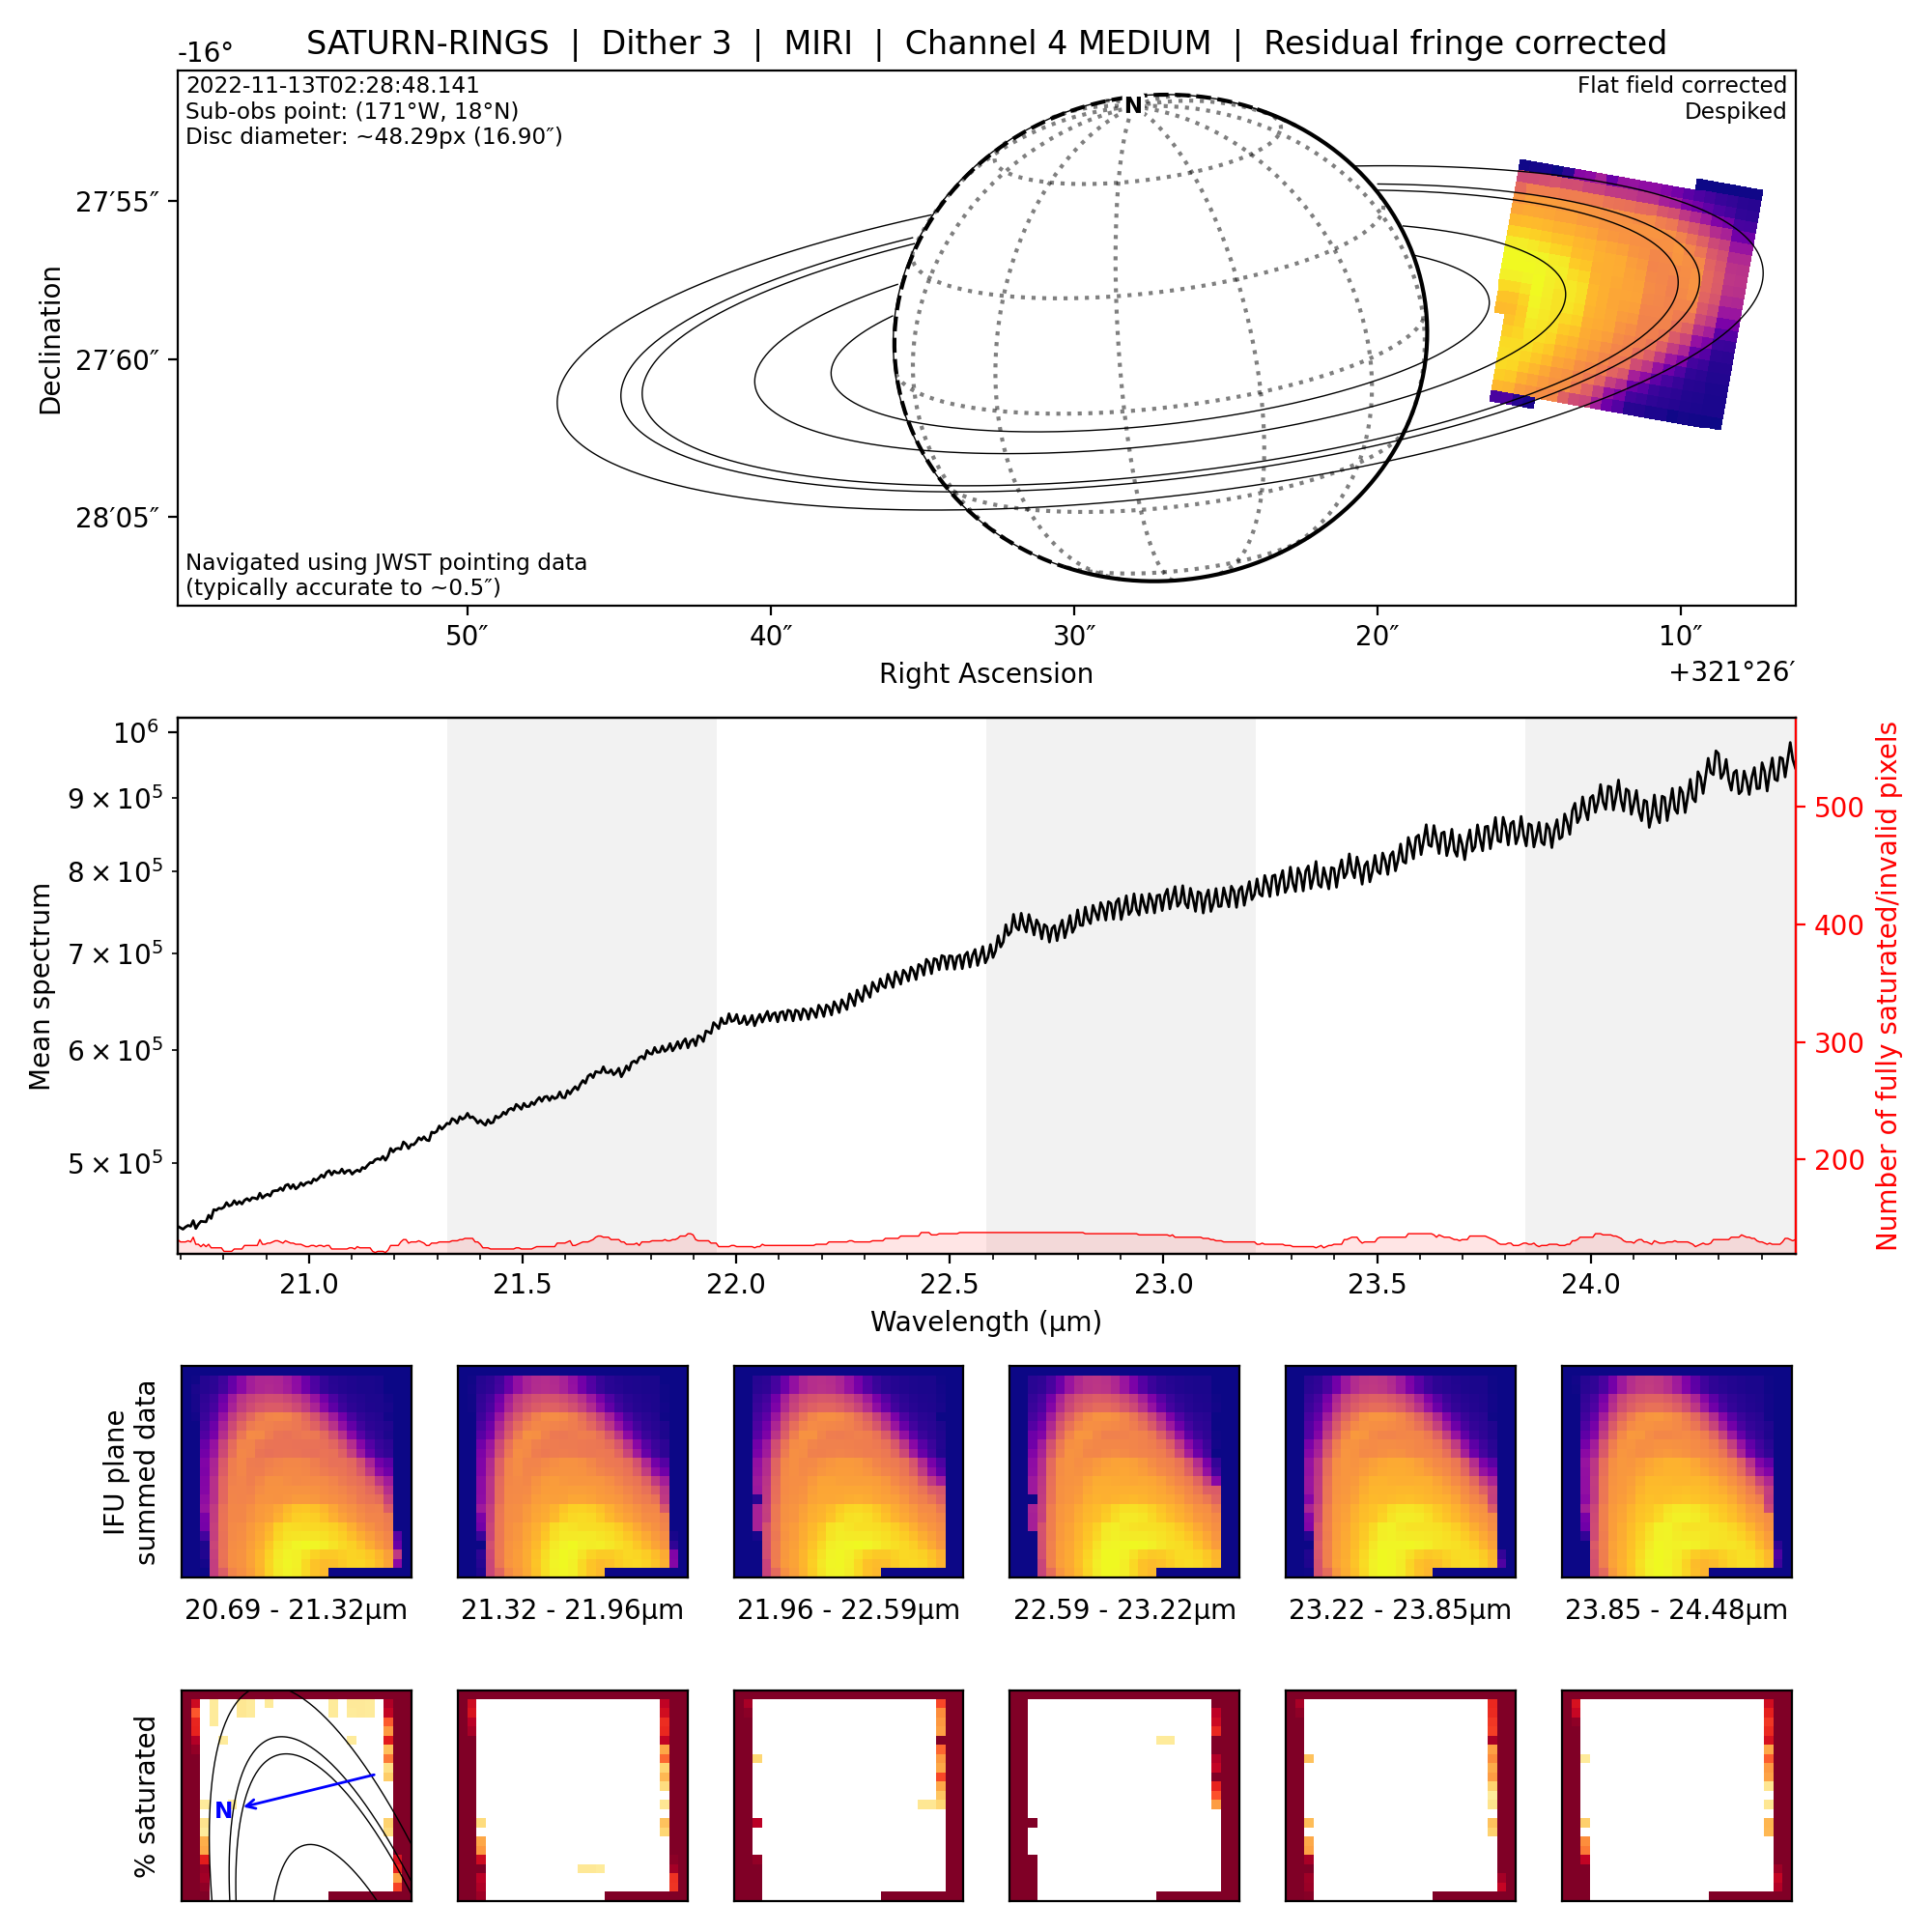 SATURN-RINGS | Dither 3 | MIRI | Channel 4 MEDIUM | Residual fringe corrected
-16°
2022-11-13T02:28:48.141
Sub-obs point: (171°W, 18°N)
Disc diameter: ~48.29px (16.90″)
Flat field corrected
Despiked
N
27′55″
27′60″
28′05″
Declination
Navigated using JWST pointing data
(typically accurate to ~0.5″)
50″ 40″ 30″ 20″ 10″
Right Ascension
+321°26′
10⁶
9 × 10⁵
8 × 10⁵
7 × 10⁵
6 × 10⁵
5 × 10⁵
Mean spectrum
500
400
300
200
Number of fully saturated/invalid pixels
21.0 21.5 22.0 22.5 23.0 23.5 24.0
Wavelength (µm)
IFU plane
summed data
20.69 - 21.32µm 21.32 - 21.96µm 21.96 - 22.59µm 22.59 - 23.22µm 23.22 - 23.85µm 23.85 - 24.48µm
% saturated
N